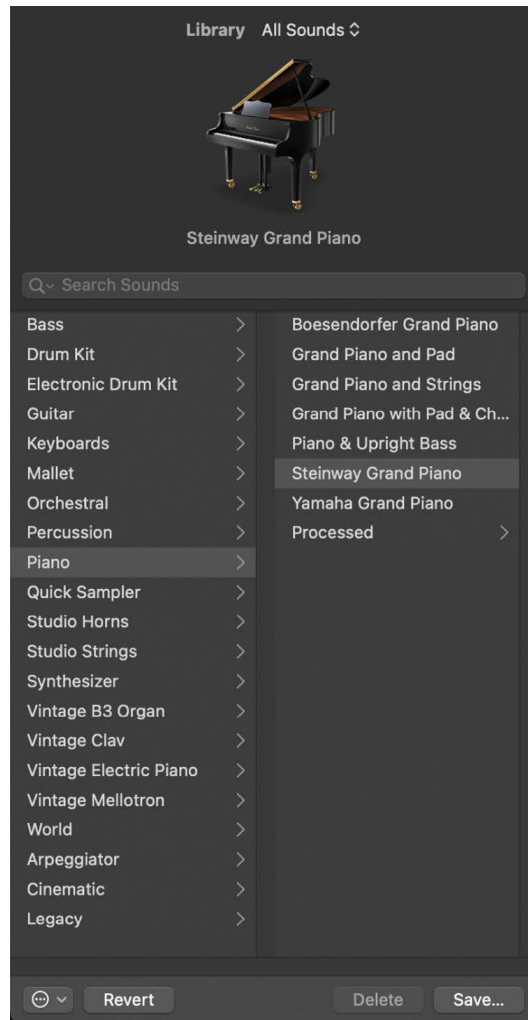 Library All Sounds
Steinway Grand Piano
Search Sounds
Bass
Drum Kit
Electronic Drum Kit
Guitar
Keyboards
Mallet
Orchestral
Percussion
Piano
Quick Sampler
Studio Horns
Studio Strings
Synthesizer
Vintage B3 Organ
Vintage Clav
Vintage Electric Piano
Vintage Mellotron
World
Arpeggiator
Cinematic
Legacy
Boesendorfer Grand Piano
Grand Piano and Pad
Grand Piano and Strings
Grand Piano with Pad & Ch...
Piano & Upright Bass
Steinway Grand Piano
Yamaha Grand Piano
Processed
Revert Delete Save...